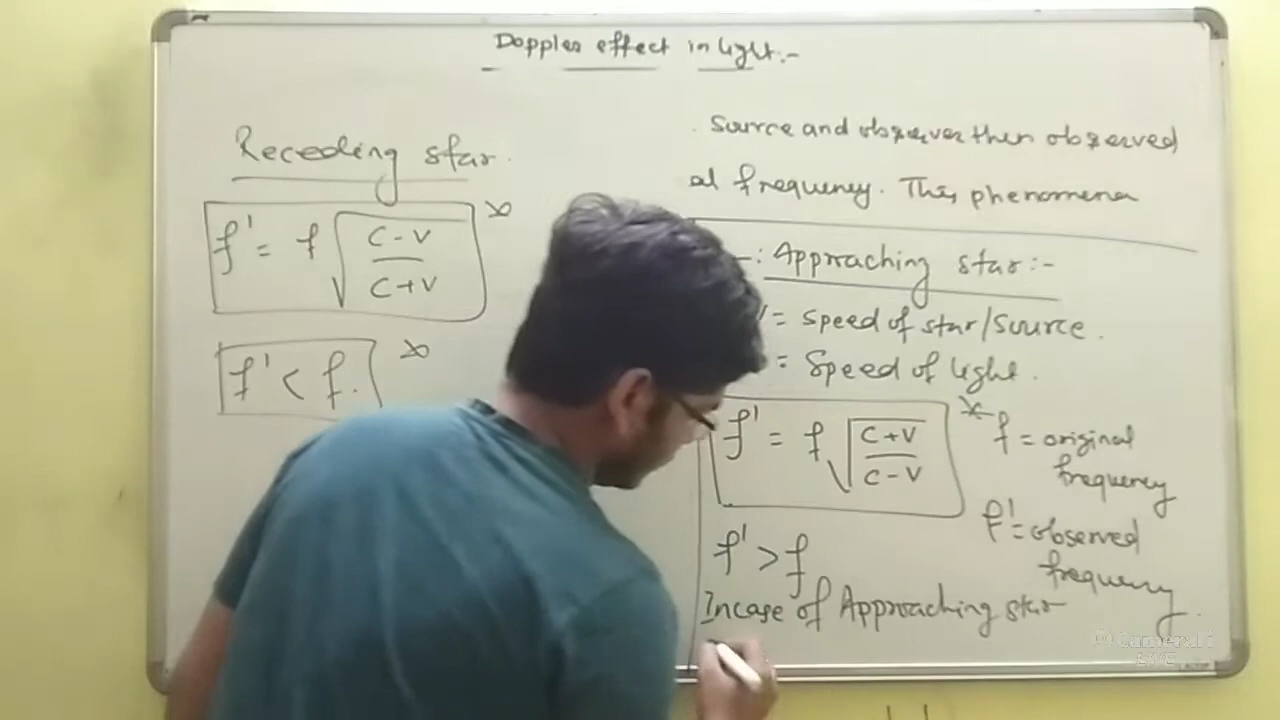 Doppler effect in light:-
Receding star.
f' = f √(C-V / C+V)
f' < f.
Source and observer then observed
al frequency. This phenomena
-: Approaching star:-
= Speed of star/source.
= Speed of light.
f' = f √(C+V / C-V)
f = original
frequency
f' = observed
frequency
f' > f
Incase of Approaching star
LIVE